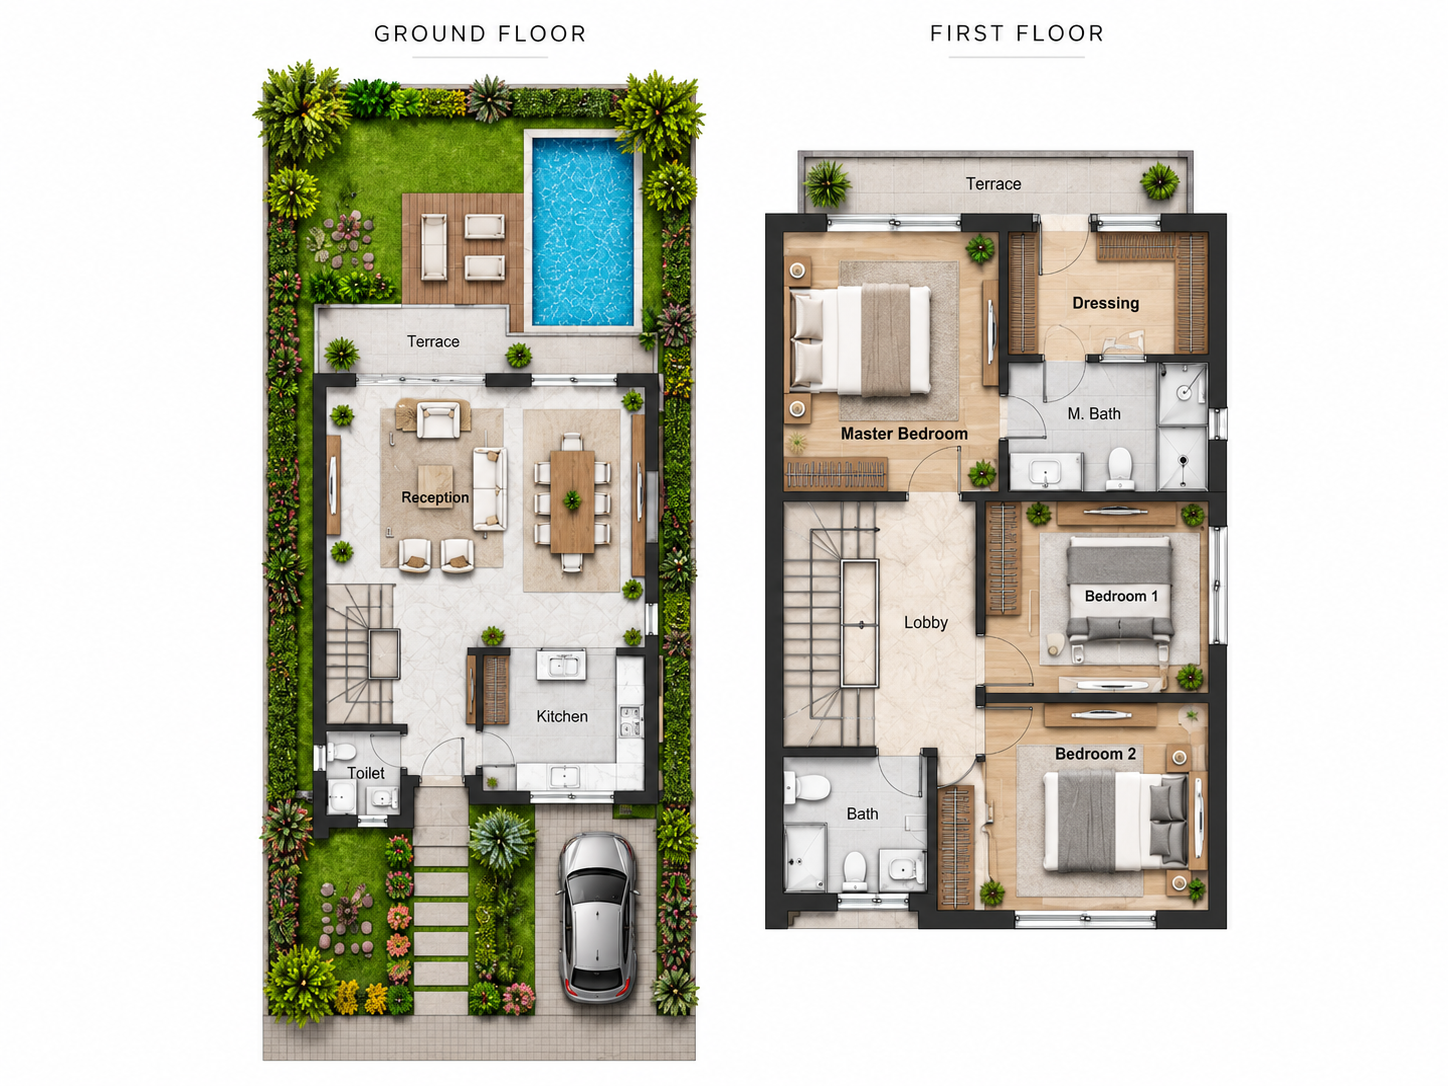 GROUND FLOOR
Terrace
Reception
Kitchen
Toilet
FIRST FLOOR
Terrace
Dressing
M. Bath
Master Bedroom
Bedroom 1
Lobby
Bedroom 2
Bath